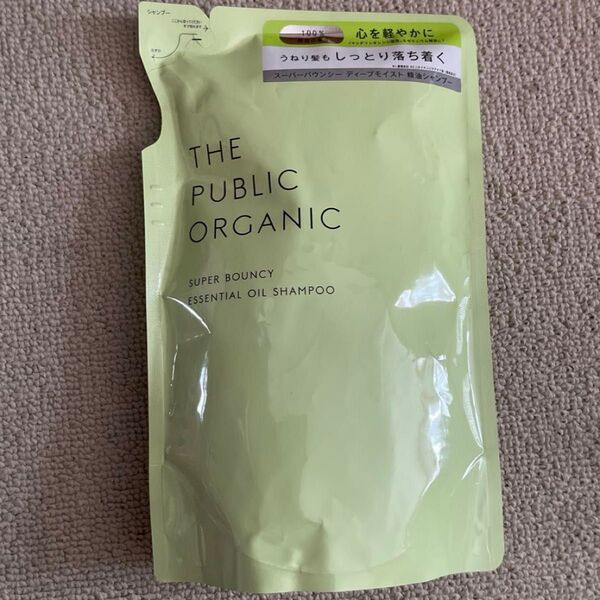 シャンプー
100%
心を軽やかに
うねり髪も しっとり落ち着く
スーパーバウンシー ディープモイスト 精油シャンプー
THE
PUBLIC
ORGANIC
SUPER BOUNCY
ESSENTIAL OIL SHAMPOO